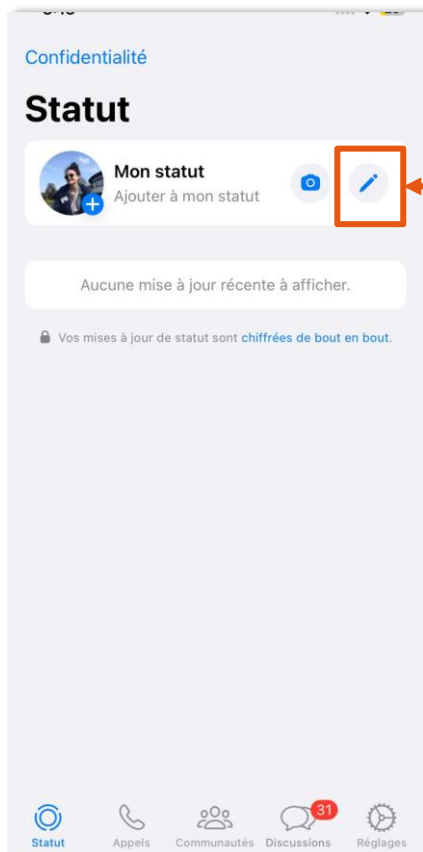 Confidentialité
Statut
Mon statut
Ajouter à mon statut
Aucune mise à jour récente à afficher.
Vos mises à jour de statut sont chiffrées de bout en bout.
31
Statut Appels Communautés Discussions Réglages